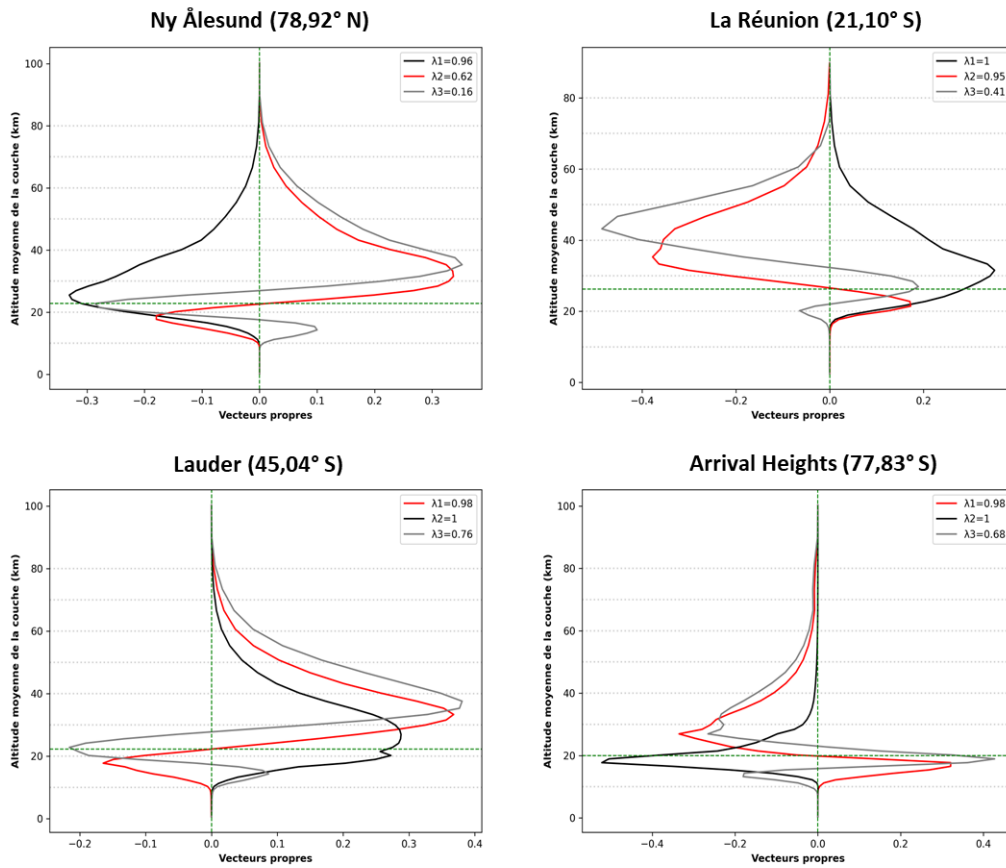 Ny Ålesund (78,92° N)
La Réunion (21,10° S)
100
80
60
40
20
0
Altitude moyenne de la couche (km)
λ1=0.96
λ2=0.62
λ3=0.16
−0.3 −0.2 −0.1 0.0 0.1 0.2 0.3
Vecteurs propres
80
60
40
20
0
Altitude moyenne de la couche (km)
λ1=1
λ2=0.95
λ3=0.41
−0.4 −0.2 0.0 0.2
Vecteurs propres
Lauder (45,04° S)
Arrival Heights (77,83° S)
100
80
60
40
20
0
Altitude moyenne de la couche (km)
λ1=0.98
λ2=1
λ3=0.76
−0.2 −0.1 0.0 0.1 0.2 0.3 0.4
Vecteurs propres
100
80
60
40
20
0
Altitude moyenne de la couche (km)
λ1=0.98
λ2=1
λ3=0.68
−0.4 −0.2 0.0 0.2 0.4
Vecteurs propres